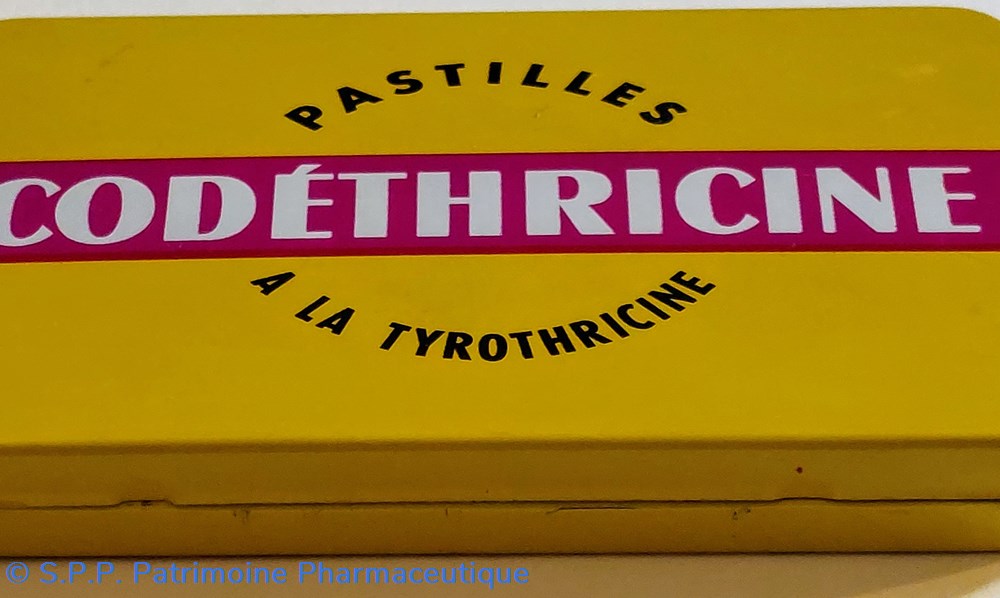 PASTILLES
CODÉTHRICINE
A LA TYROTHRICINE
© S.P.P. Patrimoine Pharmaceutique